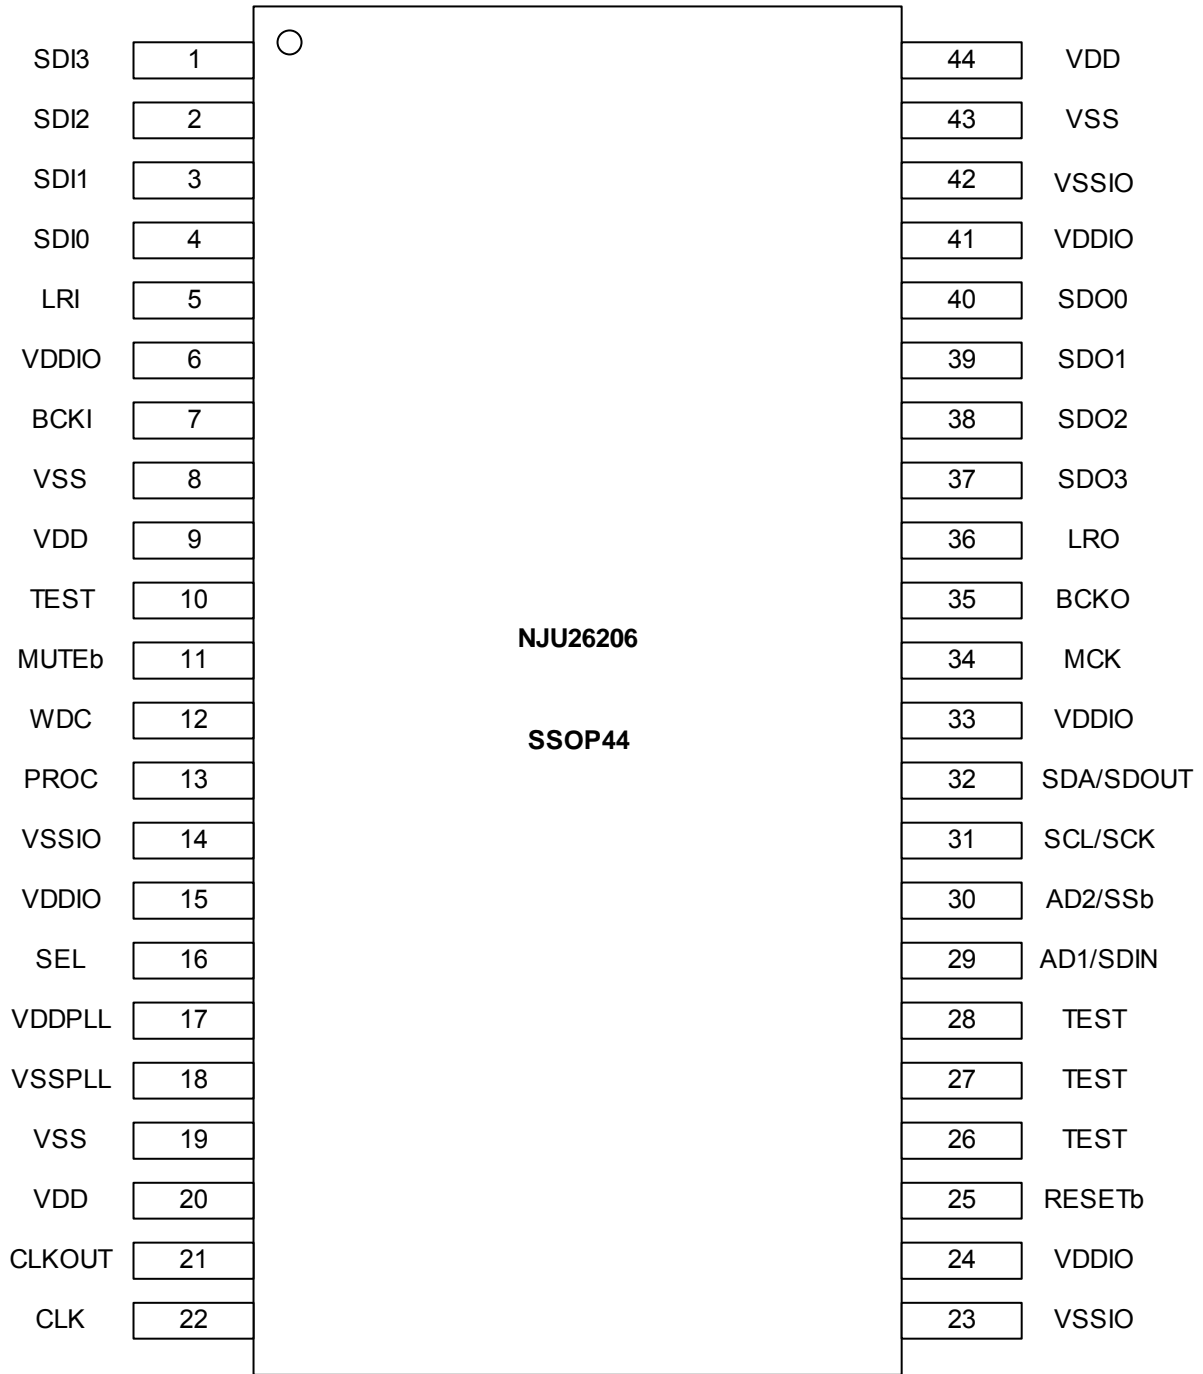 SDI3 1 44 VDD
SDI2 2 43 VSS
SDI1 3 42 VSSIO
SDI0 4 41 VDDIO
LRI 5 40 SDO0
VDDIO 6 39 SDO1
BCKI 7 38 SDO2
VSS 8 37 SDO3
VDD 9 36 LRO
TEST 10 35 BCKO
NJU26206
MUTEb 11 34 MCK
WDC 12 33 VDDIO
SSOP44
PROC 13 32 SDA/SDOUT
VSSIO 14 31 SCL/SCK
VDDIO 15 30 AD2/SSb
SEL 16 29 AD1/SDIN
VDDPLL 17 28 TEST
VSSPLL 18 27 TEST
VSS 19 26 TEST
VDD 20 25 RESETb
CLKOUT 21 24 VDDIO
CLK 22 23 VSSIO